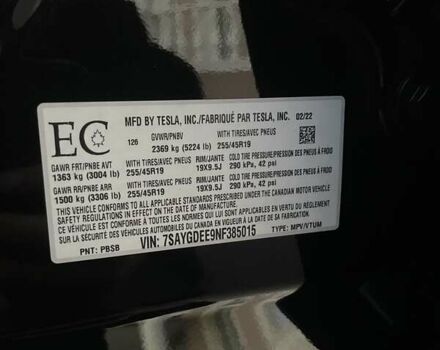 EC
MFD BY TESLA, INC./FABRIQUÉ PAR TESLA, INC. 02/22
126 GVWR/PNBV WITH TIRES/AVEC PNEUS
2369 kg (5224 lb) 255/45R19
GAWR FRT/PNBE AVT WITH TIRES/AVEC PNEUS RIM/JANTE COLD TIRE PRESSURE/PRESSION DES PNEUS À FROID
1363 kg (3004 lb) 255/45R19 19X9.5J 290 kPa, 42 psi
GAWR RR/PNBE ARR WITH TIRES/AVEC PNEUS RIM/JANTE COLD TIRE PRESSURE/PRESSION DES PNEUS À FROID
1500 kg (3306 lb) 255/45R19 19X9.5J 290 kPa, 42 psi
THIS VEHICLE CONFORMS TO ALL APPLICABLE STANDARDS PRESCRIBED UNDER THE CANADIAN MOTOR VEHICLE
SAFETY REGULATIONS IN EFFECT ON THE DATE OF MANUFACTURE
CE VÉHICULE EST CONFORME À TOUTES LES NORMES QUI LUI SONT APPLICABLES EN VERTU DU RÈGLEMENT SUR LA
SÉCURITÉ DES VÉHICULES AUTOMOBILES DU CANADA EN VIGUEUR À LA DATE DE SA FABRICATION
VIN: 7SAYGDEE9NF385015
PNT: PBSB TYPE: MPV/VTUM